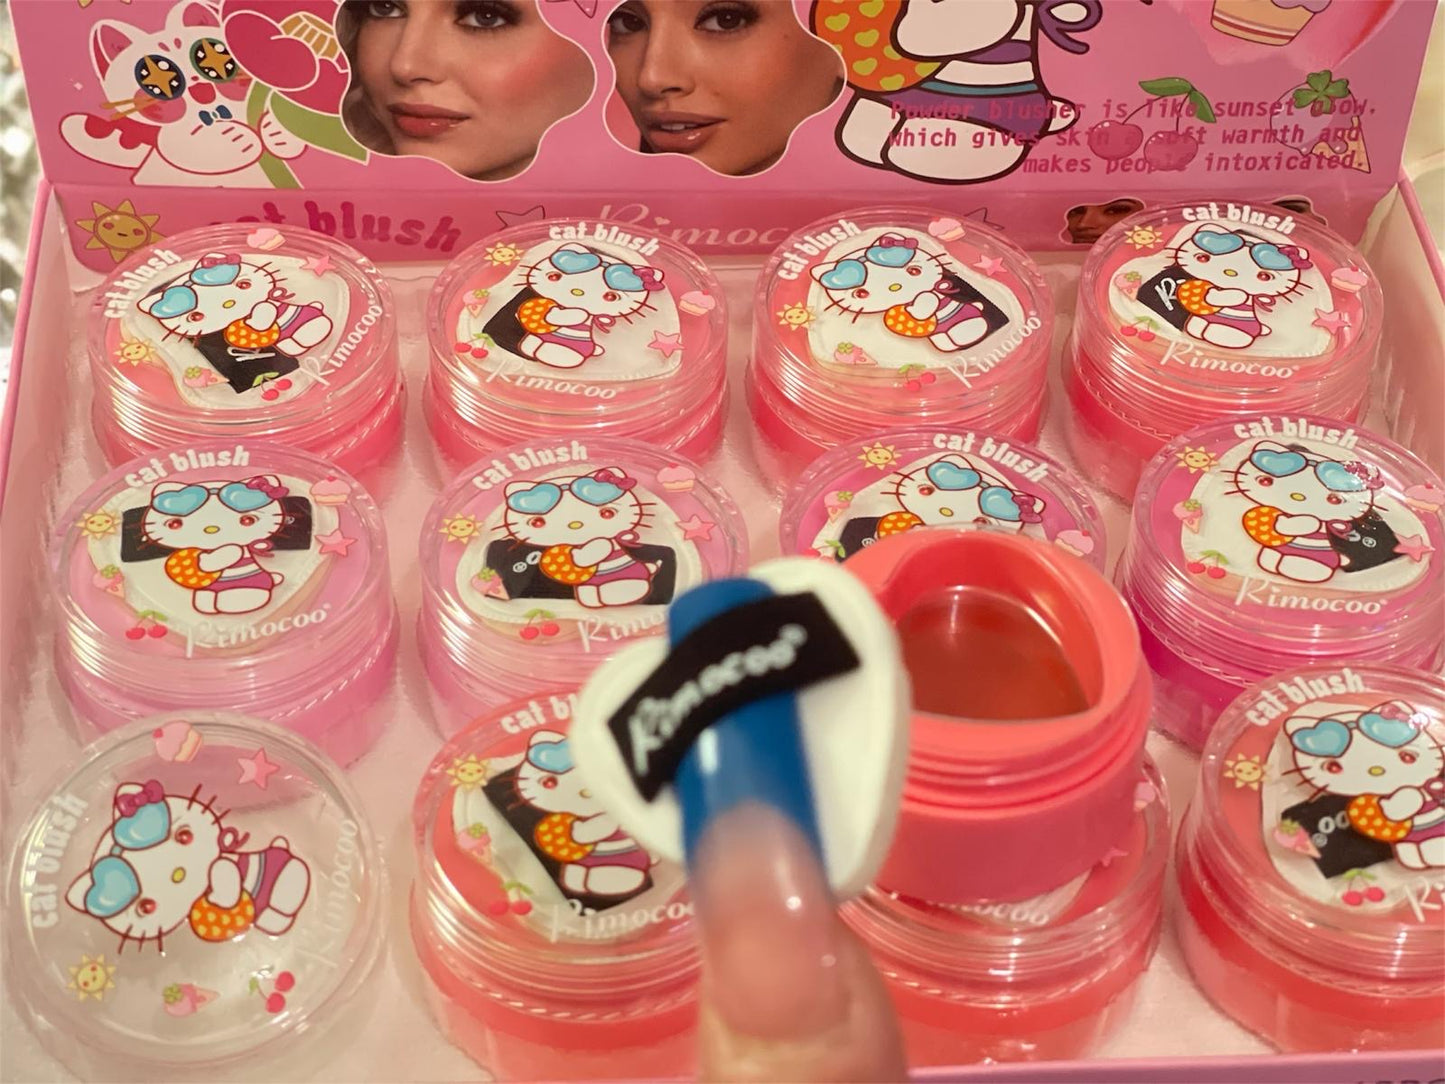 Powder blusher is like sunset glow,
which gives skin a soft warmth and
makes people intoxicated.
cat blush
Rimocoo
cat blush
Rimocoo®
cat blush
Rimocoo®
cat blush
Rimocoo®
cat blush
Rimocoo®
cat blush
Rimocoo®
cat blush
cat blush
cat blush
Rimocoo®
Rimocoo®
cat blush
Rimocoo
cat blush
Rimocoo
cat blush